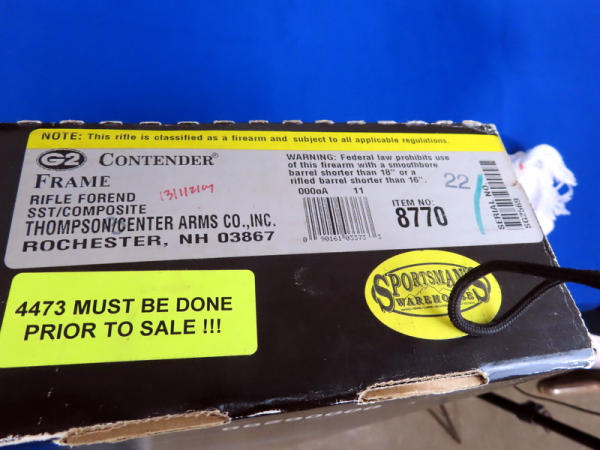 NOTE: This rifle is classified as a firearm and subject to all applicable regulations.
G2 CONTENDER®
FRAME
RIFLE FOREND
SST/COMPOSITE
THOMPSON/CENTER ARMS CO., INC.
ROCHESTER, NH 03867
WARNING: Federal law prohibits use
of this firearm with a smoothbore
barrel shorter than 18" or a
rifled barrel shorter than 16".
000oA 11
ITEM NO:
8770
22
SERIAL NO.
4473 MUST BE DONE
PRIOR TO SALE !!!
SPORTSMAN'S
WAREHOUSE